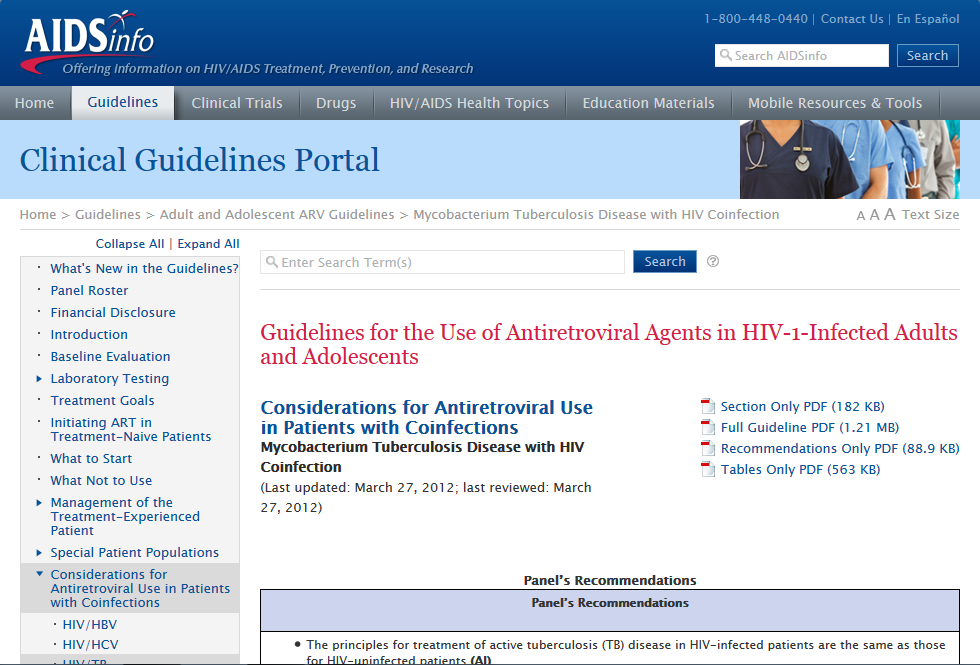 AIDSinfo
Offering Information on HIV/AIDS Treatment, Prevention, and Research
1-800-448-0440 | Contact Us | En Español
Search AIDSinfo
Search
Home
Guidelines
Clinical Trials
Drugs
HIV/AIDS Health Topics
Education Materials
Mobile Resources & Tools
Clinical Guidelines Portal
Home > Guidelines > Adult and Adolescent ARV Guidelines > Mycobacterium Tuberculosis Disease with HIV Coinfection
A A A Text Size
Collapse All | Expand All
· What's New in the Guidelines?
· Panel Roster
· Financial Disclosure
· Introduction
· Baseline Evaluation
Laboratory Testing
· Treatment Goals
· Initiating ART in
Treatment-Naive Patients
· What to Start
· What Not to Use
Management of the
Treatment-Experienced
Patient
Special Patient Populations
Considerations for
Antiretroviral Use in Patients
with Coinfections
· HIV/HBV
· HIV/HCV
· HIV/TB
Enter Search Term(s)
Search
?
Guidelines for the Use of Antiretroviral Agents in HIV-1-Infected Adults
and Adolescents
Considerations for Antiretroviral Use
in Patients with Coinfections
Mycobacterium Tuberculosis Disease with HIV
Coinfection
(Last updated: March 27, 2012; last reviewed: March
27, 2012)
Section Only PDF (182 KB)
Full Guideline PDF (1.21 MB)
Recommendations Only PDF (88.9 KB)
Tables Only PDF (563 KB)
Panel's Recommendations
Panel's Recommendations
• The principles for treatment of active tuberculosis (TB) disease in HIV-infected patients are the same as those
for HIV-uninfected patients (AI)